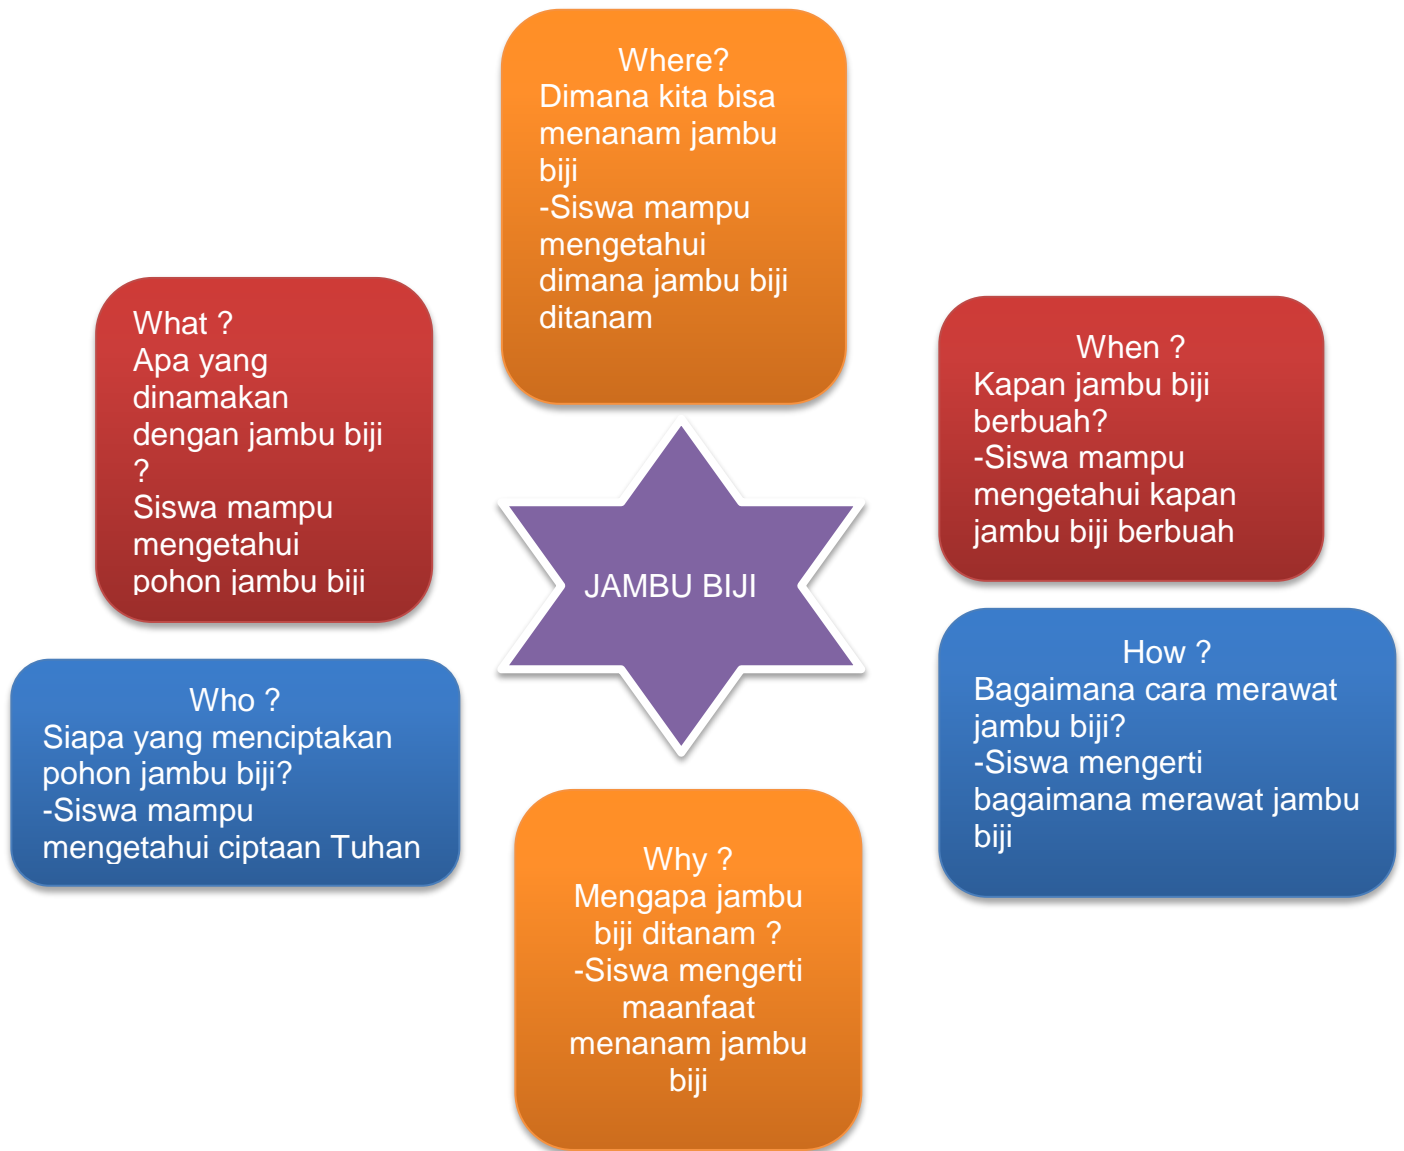 Where?
Dimana kita bisa
menanam jambu
biji
-Siswa mampu
mengetahui
dimana jambu biji
ditanam
What ?
Apa yang
dinamakan
dengan jambu biji
?
Siswa mampu
mengetahui
pohon jambu biji
When ?
Kapan jambu biji
berbuah?
-Siswa mampu
mengetahui kapan
jambu biji berbuah
JAMBU BIJI
Who ?
Siapa yang menciptakan
pohon jambu biji?
-Siswa mampu
mengetahui ciptaan Tuhan
How ?
Bagaimana cara merawat
jambu biji?
-Siswa mengerti
bagaimana merawat jambu
biji
Why ?
Mengapa jambu
biji ditanam ?
-Siswa mengerti
maanfaat
menanam jambu
biji